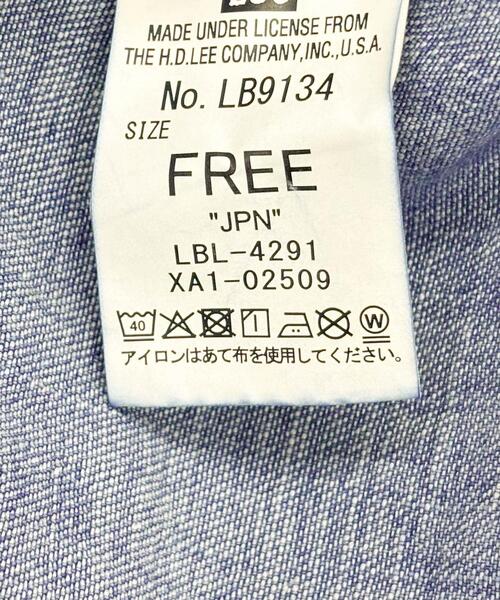 MADE UNDER LICENSE FROM
THE H.D.LEE COMPANY,INC.,U.S.A.
No. LB9134
SIZE
FREE
"JPN"
LBL-4291
XA1-02509
40
W
アイロンはあて布を使用してください。